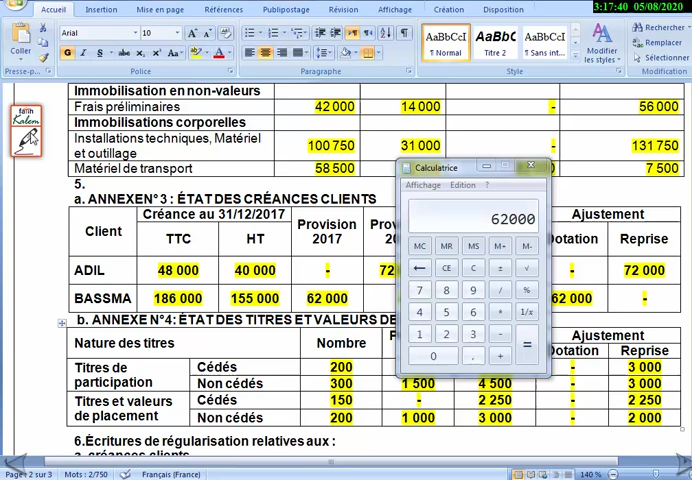 3:17:40 05/08/2020
Accueil Insertion Mise en page Références Publipostage Révision Affichage Création Disposition
Coller
Arial 10
AaBbCcI AaBbC AaBbCcI
¶ Normal Titre 2 ¶ Sans int...
Modifier les styles
Rechercher
Remplacer
Sélectionner
Presse-p... Police Paragraphe Style Modification
fatih
Kalem
Immobilisation en non-valeurs
Frais préliminaires 42 000 14 000 - 56 000
Immobilisations corporelles
Installations techniques, Matériel
et outillage 100 750 31 000 - 131 750
Matériel de transport 58 500 0 7 500
5.
a. ANNEXEN°3 : ÉTAT DES CRÉANCES CLIENTS
Client Créance au 31/12/2017 Provision 2017 Ajustement
TTC HT Dotation Reprise
ADIL 48 000 40 000 - 72 - 72 000
BASSMA 186 000 155 000 62 000 62 000 -
b. ANNEXE N°4: ÉTAT DES TITRES ET VALEURS DE
Nature des titres Nombre Ajustement
Dotation Reprise
Titres de participation Cédés 200 - 3 000
Non cédés 300 1 500 4 500 - 3 000
Titres et valeurs de placement Cédés 150 - 2 250 - 2 250
Non cédés 200 1 000 3 000 - 2 000
6.Écritures de régularisation relatives aux :
a. créances clients
Calculatrice
Affichage Edition ?
62000
MC MR MS M+ M-
← CE C ± √
7 8 9 / %
4 5 6 * 1/x
1 2 3 - =
0 , +
Page : 2 sur 3 Mots : 2/750 Français (France) 140 %